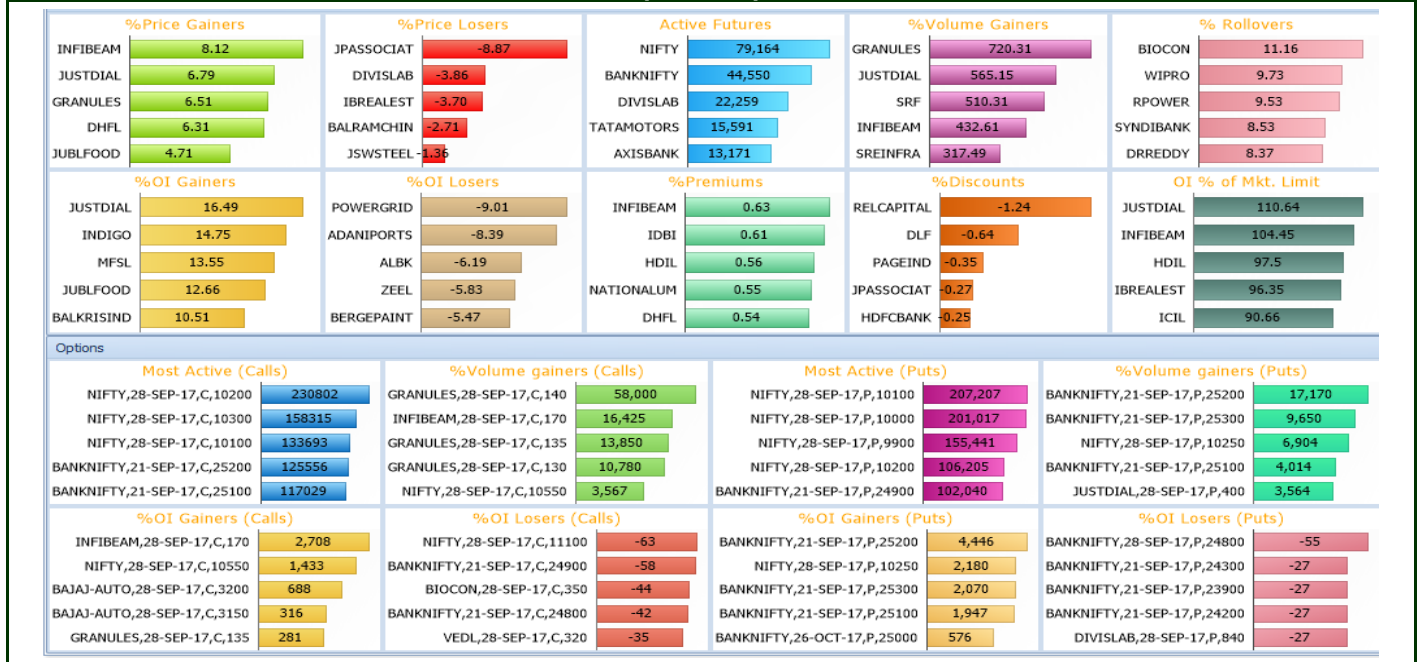 %Price Gainers
INFIBEAM 8.12
JUSTDIAL 6.79
GRANULES 6.51
DHFL 6.31
JUBLFOOD 4.71
%Price Losers
JPASSOCIAT -8.87
DIVISLAB -3.86
IBREALEST -3.70
BALRAMCHIN -2.71
JSWSTEEL -1.36
Active Futures
NIFTY 79,164
BANKNIFTY 44,550
DIVISLAB 22,259
TATAMOTORS 15,591
AXISBANK 13,171
%Volume Gainers
GRANULES 720.31
JUSTDIAL 565.15
SRF 510.31
INFIBEAM 432.61
SREINFRA 317.49
% Rollovers
BIOCON 11.16
WIPRO 9.73
RPOWER 9.53
SYNDIBANK 8.53
DRREDDY 8.37
%OI Gainers
JUSTDIAL 16.49
INDIGO 14.75
MFSL 13.55
JUBLFOOD 12.66
BALKRISIND 10.51
%OI Losers
POWERGRID -9.01
ADANIPORTS -8.39
ALBK -6.19
ZEEL -5.83
BERGEPAINT -5.47
%Premiums
INFIBEAM 0.63
IDBI 0.61
HDIL 0.56
NATIONALUM 0.55
DHFL 0.54
%Discounts
RELCAPITAL -1.24
DLF -0.64
PAGEIND -0.35
JPASSOCIAT -0.27
HDFCBANK -0.25
OI % of Mkt. Limit
JUSTDIAL 110.64
INFIBEAM 104.45
HDIL 97.5
IBREALEST 96.35
ICIL 90.66
Options
Most Active (Calls)
NIFTY,28-SEP-17,C,10200 230802
NIFTY,28-SEP-17,C,10300 158315
NIFTY,28-SEP-17,C,10100 133693
BANKNIFTY,21-SEP-17,C,25200 125556
BANKNIFTY,21-SEP-17,C,25100 117029
%Volume gainers (Calls)
GRANULES,28-SEP-17,C,140 58,000
INFIBEAM,28-SEP-17,C,170 16,425
GRANULES,28-SEP-17,C,135 13,850
GRANULES,28-SEP-17,C,130 10,780
NIFTY,28-SEP-17,C,10550 3,567
Most Active (Puts)
NIFTY,28-SEP-17,P,10100 207,207
NIFTY,28-SEP-17,P,10000 201,017
NIFTY,28-SEP-17,P,9900 155,441
NIFTY,28-SEP-17,P,10200 106,205
BANKNIFTY,21-SEP-17,P,24900 102,040
%Volume gainers (Puts)
BANKNIFTY,21-SEP-17,P,25200 17,170
BANKNIFTY,21-SEP-17,P,25300 9,650
NIFTY,28-SEP-17,P,10250 6,904
BANKNIFTY,21-SEP-17,P,25100 4,014
JUSTDIAL,28-SEP-17,P,400 3,564
%OI Gainers (Calls)
INFIBEAM,28-SEP-17,C,170 2,708
NIFTY,28-SEP-17,C,10550 1,433
BAJAJ-AUTO,28-SEP-17,C,3200 688
BAJAJ-AUTO,28-SEP-17,C,3150 316
GRANULES,28-SEP-17,C,135 281
%OI Losers (Calls)
NIFTY,28-SEP-17,C,11100 -63
BANKNIFTY,21-SEP-17,C,24900 -58
BIOCON,28-SEP-17,C,350 -44
BANKNIFTY,21-SEP-17,C,24800 -42
VEDL,28-SEP-17,C,320 -35
%OI Gainers (Puts)
BANKNIFTY,21-SEP-17,P,25200 4,446
NIFTY,28-SEP-17,P,10250 2,180
BANKNIFTY,21-SEP-17,P,25300 2,070
BANKNIFTY,21-SEP-17,P,25100 1,947
BANKNIFTY,26-OCT-17,P,25000 576
%OI Losers (Puts)
BANKNIFTY,28-SEP-17,P,24800 -55
BANKNIFTY,21-SEP-17,P,24300 -27
BANKNIFTY,21-SEP-17,P,23900 -27
BANKNIFTY,21-SEP-17,P,24200 -27
DIVISLAB,28-SEP-17,P,840 -27